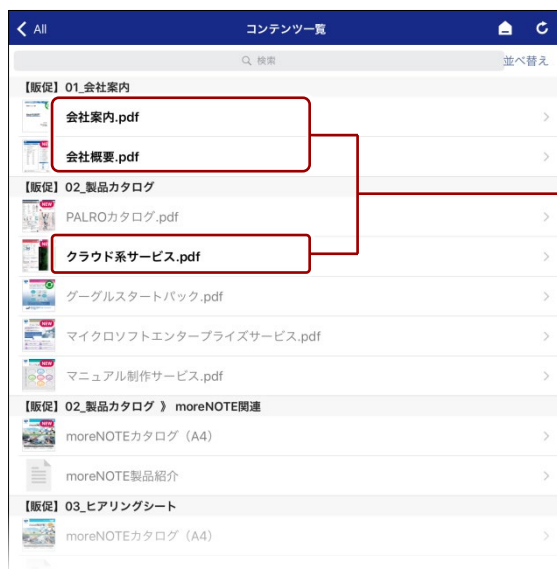 All コンテンツ一覧
検索 並べ替え
【販促】01_会社案内
会社案内.pdf
会社概要.pdf
【販促】02_製品カタログ
NEW
PALROカタログ.pdf
クラウド系サービス.pdf
グーグルスタートパック.pdf
NEW
マイクロソフトエンタープライズサービス.pdf
NEW
マニュアル制作サービス.pdf
【販促】02_製品カタログ 》 moreNOTE関連
NEW
moreNOTEカタログ（A4）
moreNOTE製品紹介
【販促】03_ヒアリングシート
moreNOTEカタログ（A4）